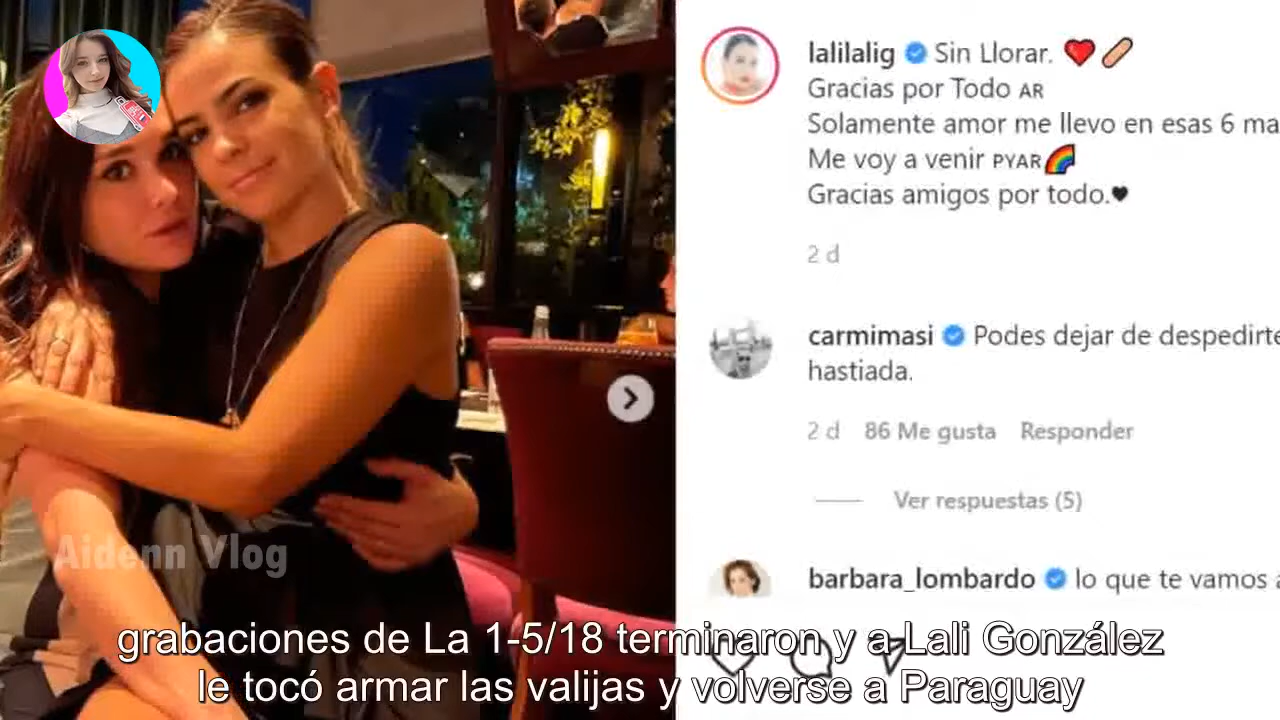 lalilalig Sin Llorar. ❤️🩹
Gracias por Todo AR
Solamente amor me llevo en esas 6 ma
Me voy a venir PYAR🌈
Gracias amigos por todo.🖤
2 d
carmimasi Podes dejar de despedirte
hastiada.
2 d 86 Me gusta Responder
Ver respuestas (5)
Aidenn Vlog
barbara_lombardo lo que te vamos a
grabaciones de La 1-5/18 terminaron y a Lali González
le tocó armar las valijas y volverse a Paraguay